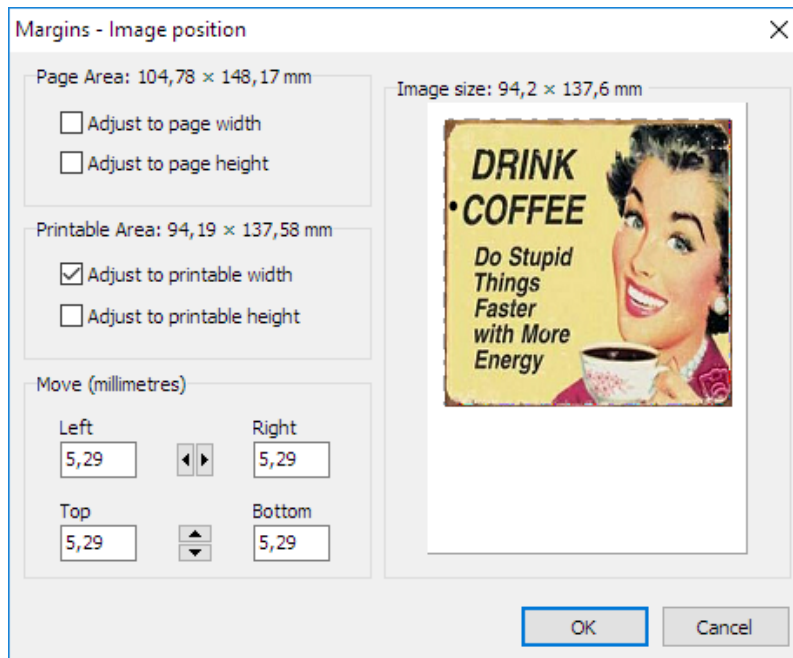 Margins - Image position
Page Area: 104,78 × 148,17 mm
Adjust to page width
Adjust to page height
Printable Area: 94,19 × 137,58 mm
Adjust to printable width
Adjust to printable height
Move (millimetres)
Left
Right
5,29
5,29
Top
Bottom
5,29
5,29
Image size: 94,2 × 137,6 mm
DRINK
COFFEE
Do Stupid
Things
Faster
with More
Energy
OK
Cancel